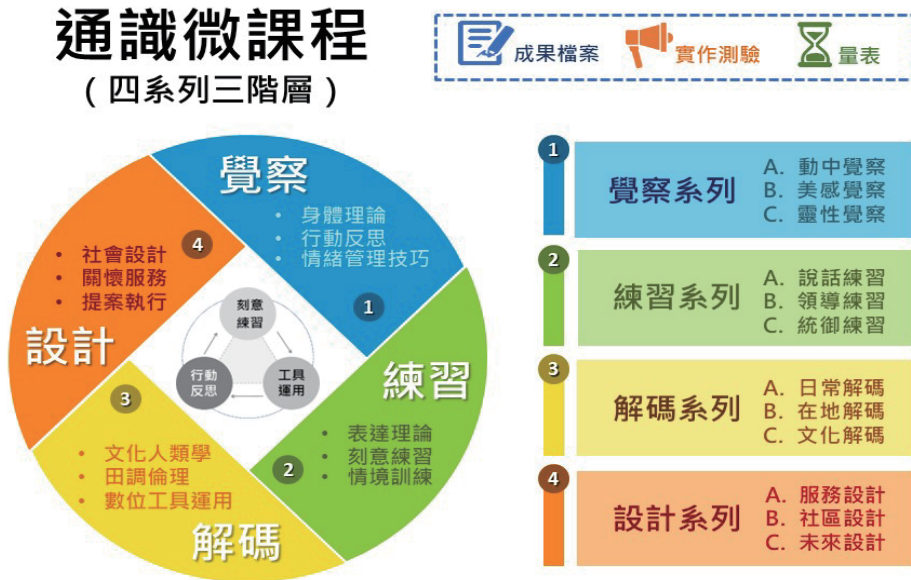 通識微課程
(四系列三階層)
成果檔案
實作測驗
量表
覺察
• 身體理論
• 行動反思
• 情緒管理技巧
1
練習
• 表達理論
• 刻意練習
• 情境訓練
2
解碼
• 文化人類學
• 田調倫理
• 數位工具運用
3
設計
• 社會設計
• 關懷服務
• 提案執行
4
刻意
練習
工具
運用
行動
反思
1
覺察系列
A. 動中覺察
B. 美感覺察
C. 靈性覺察
2
練習系列
A. 說話練習
B. 領導練習
C. 統御練習
3
解碼系列
A. 日常解碼
B. 在地解碼
C. 文化解碼
4
設計系列
A. 服務設計
B. 社區設計
C. 未來設計